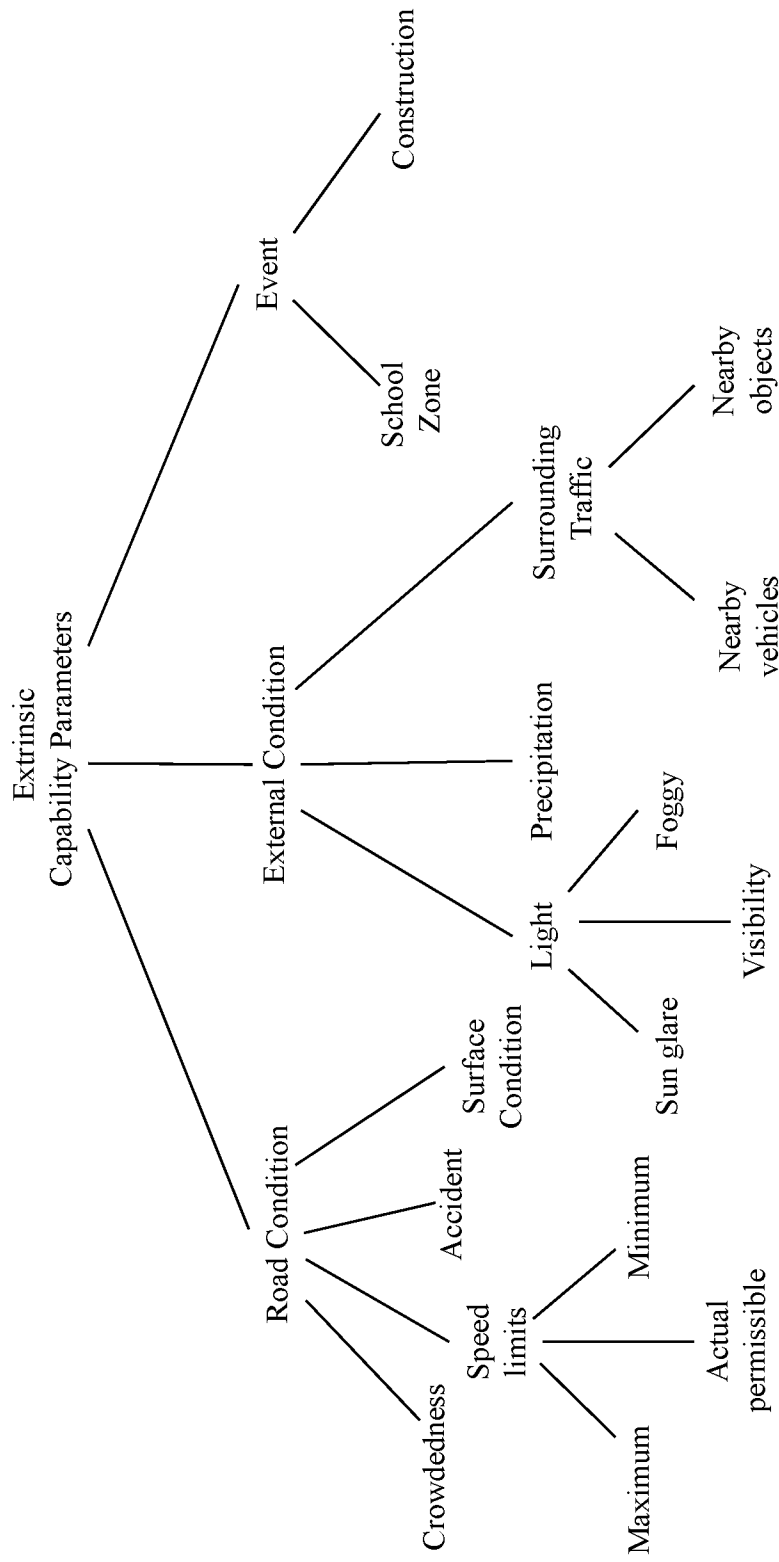 Extrinsic
Capability Parameters
Road Condition
External Condition
Event
Crowdedness
Speed
limits
Accident
Surface
Condition
Light
Precipitation
Surrounding
Traffic
School
Zone
Construction
Maximum
Actual
permissible
Minimum
Sun glare
Visibility
Foggy
Nearby
vehicles
Nearby
objects